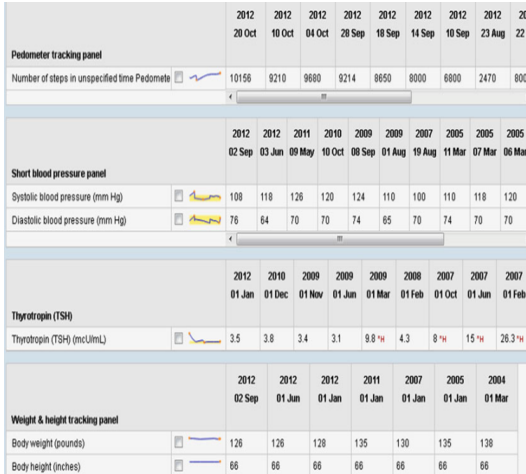 2012 2012 2012 2012 2012 2012 2012 2012 20
20 Oct 10 Oct 04 Oct 28 Sep 18 Sep 14 Sep 10 Sep 23 Aug 22
Pedometer tracking panel
Number of steps in unspecified time Pedomete 10156 9210 9680 9214 8650 8000 6800 2470 800
2012 2012 2011 2010 2009 2009 2007 2005 2005 2005
02 Sep 03 Jun 09 May 10 Oct 08 Sep 01 Aug 19 Aug 11 Mar 07 Mar 06 Mar
Short blood pressure panel
Systolic blood pressure (mm Hg) 108 118 126 120 124 110 100 110 118 120
Diastolic blood pressure (mm Hg) 76 64 70 70 74 65 70 74 70 70
2012 2010 2009 2009 2009 2008 2007 2007 2007
01 Jan 01 Dec 01 Nov 01 Jun 01 Mar 01 Feb 01 Oct 01 Jun 01 Feb
Thyrotropin (TSH)
Thyrotropin (TSH) (mcU/mL) 3.5 3.8 3.4 3.1 9.8 *H 4.3 8 *H 15 *H 26.3 *H
2012 2012 2012 2011 2007 2005 2004
02 Sep 01 Jun 01 Jan 01 Jan 01 Jan 01 Jan 01 Mar
Weight & height tracking panel
Body weight (pounds) 126 126 128 135 130 135 138
Body height (inches) 66 66 66 66 66 66 66